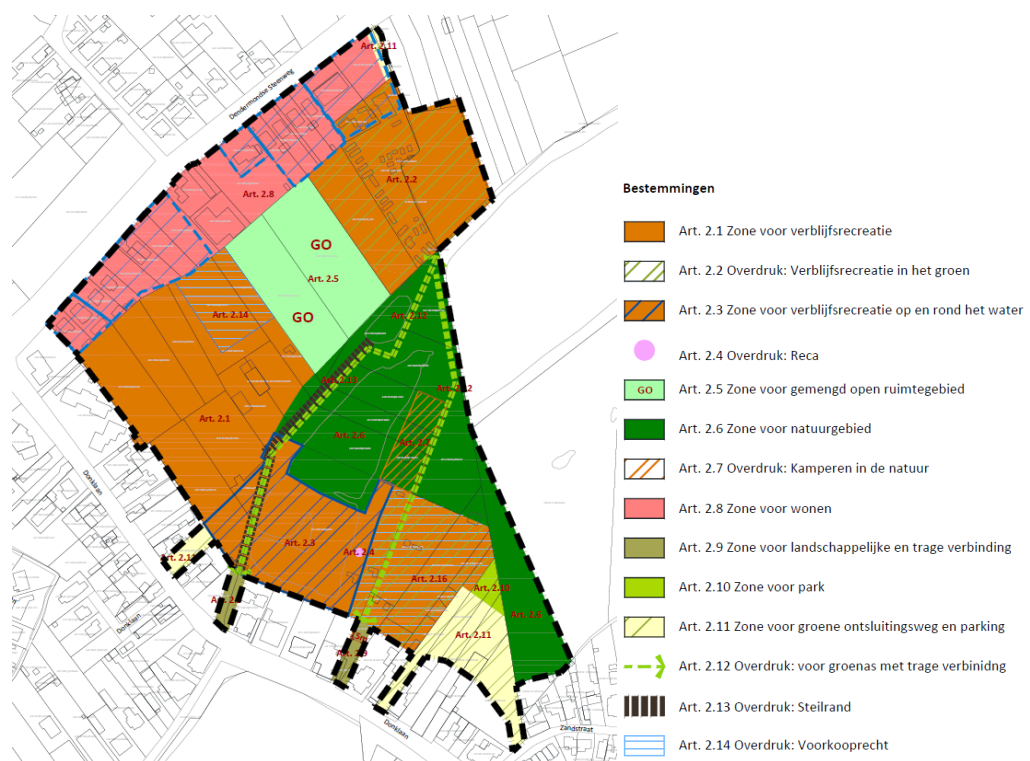 Art. 2.11
Dendermondse Steenweg
Art. 2.2
Art. 2.8
GO
Art. 2.5
GO
Art. 2.14
Art. 2.12
Art. 2.13
Art. 2.1
Art. 2.6
Donklaan
Art. 2.3
Art. 2.4
Art. 2.16
Art. 2.10
Art. 2.6
Art. 2.11
Donklaan
Donklaan
Zandstraat
Bestemmingen
Art. 2.1 Zone voor verblijfsrecreatie
Art. 2.2 Overdruk: Verblijfsrecreatie in het groen
Art. 2.3 Zone voor verblijfsrecreatie op en rond het water
Art. 2.4 Overdruk: Reca
GO Art. 2.5 Zone voor gemengd open ruimtegebied
Art. 2.6 Zone voor natuurgebied
Art. 2.7 Overdruk: Kamperen in de natuur
Art. 2.8 Zone voor wonen
Art. 2.9 Zone voor landschappelijke en trage verbinding
Art. 2.10 Zone voor park
Art. 2.11 Zone voor groene ontsluitingsweg en parking
Art. 2.12 Overdruk: voor groenas met trage verbinidng
Art. 2.13 Overdruk: Steilrand
Art. 2.14 Overdruk: Voorkooprecht